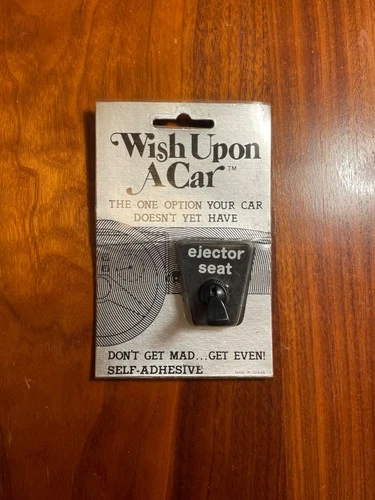 Wish Upon
A Car™
THE ONE OPTION YOUR CAR
DOESN'T YET HAVE
ejector
seat
DON'T GET MAD...GET EVEN!
SELF-ADHESIVE